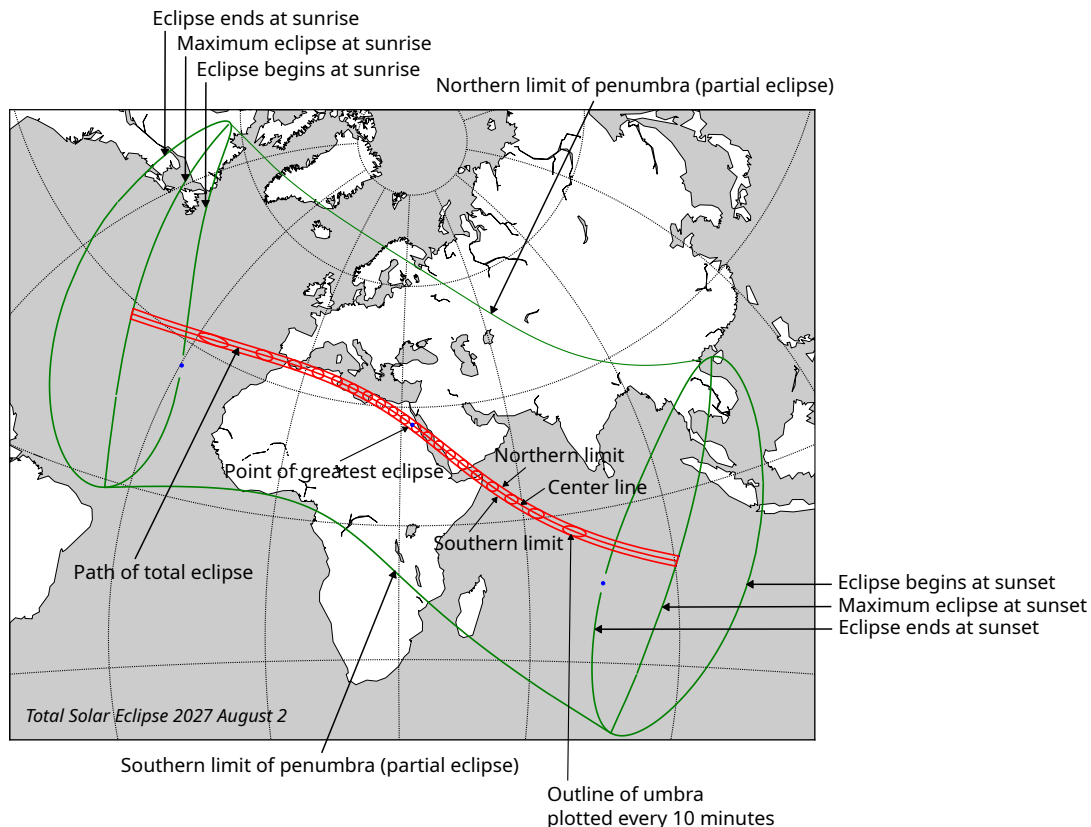 Eclipse ends at sunrise
Maximum eclipse at sunrise
Eclipse begins at sunrise
Northern limit of penumbra (partial eclipse)
Northern limit
Point of greatest eclipse
Center line
Southern limit
Path of total eclipse
Eclipse begins at sunset
Maximum eclipse at sunset
Eclipse ends at sunset
Total Solar Eclipse 2027 August 2
Southern limit of penumbra (partial eclipse)
Outline of umbra
plotted every 10 minutes